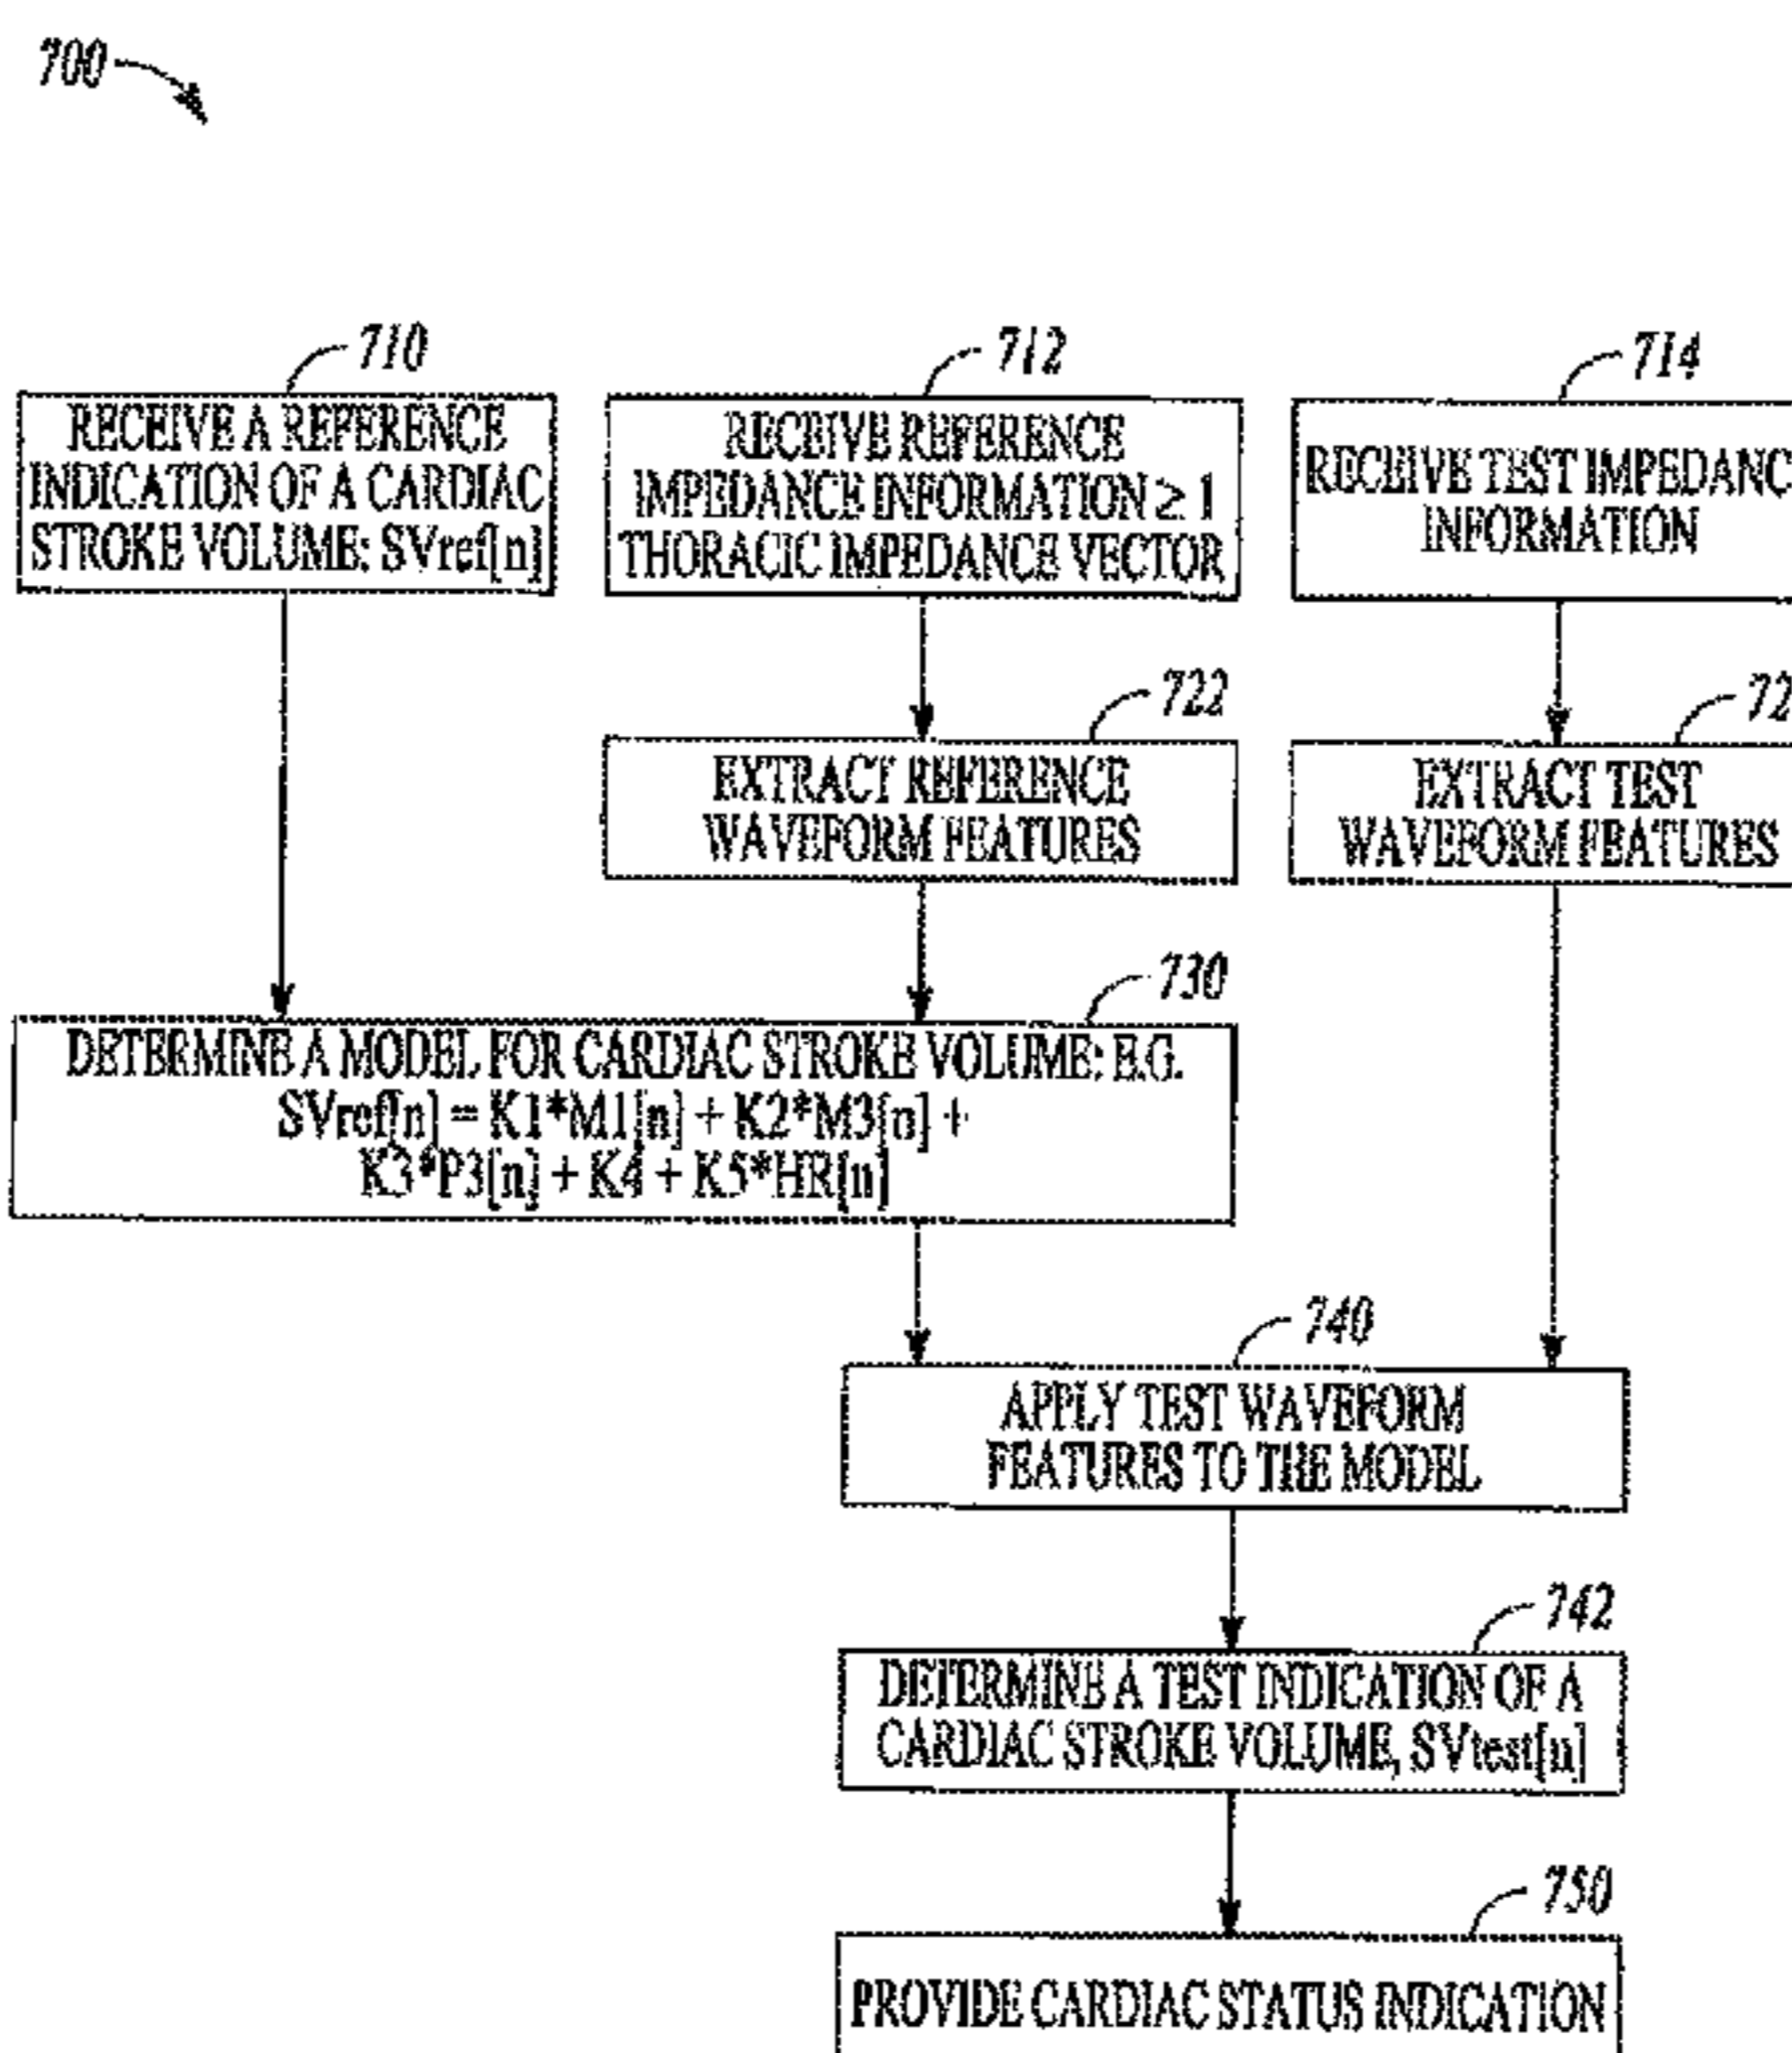 700
710
712
714
RECEIVE A REFERENCE
INDICATION OF A CARDIAC
STROKE VOLUME: SVref[n]
RECEIVE REFERENCE
IMPEDANCE INFORMATION ≥ 1
THORACIC IMPEDANCE VECTOR
RECEIVE TEST IMPEDANC
INFORMATION
722
72
EXTRACT REFERENCE
WAVEFORM FEATURES
EXTRACT TEST
WAVEFORM FEATURES
730
DETERMINE A MODEL FOR CARDIAC STROKE VOLUME: E.G.
SVref[n] = K1*M1[n] + K2*M3[n] +
K3*P3[n] + K4 + K5*HR[n]
740
APPLY TEST WAVEFORM
FEATURES TO THE MODEL
742
DETERMINE A TEST INDICATION OF A
CARDIAC STROKE VOLUME, SVtest[n]
750
PROVIDE CARDIAC STATUS INDICATION